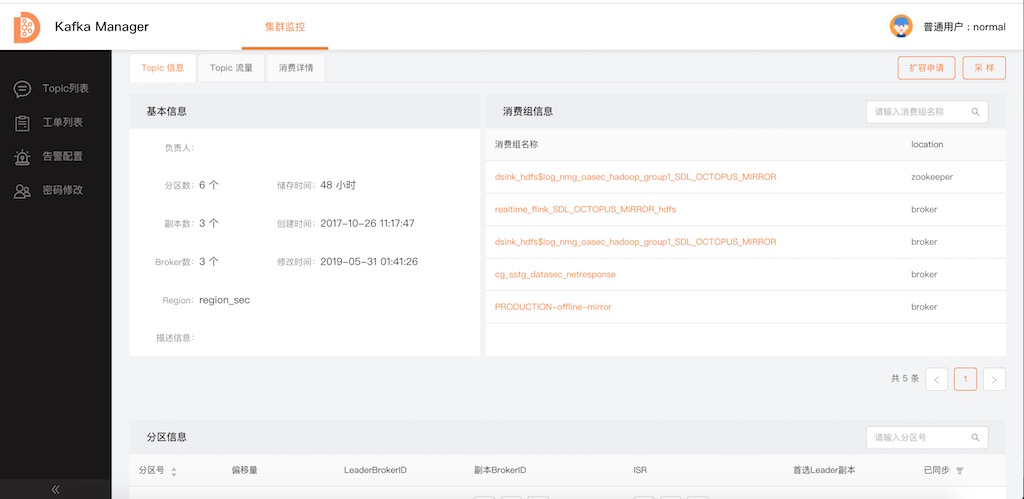 Kafka Manager
集群监控
普通用户：normal
Topic列表
工单列表
告警配置
密码修改
Topic 信息
Topic 流量
消费详情
扩容申请
采 样
基本信息
负责人:
分区数: 6 个
储存时间: 48 小时
副本数: 3 个
创建时间: 2017-10-26 11:17:47
Broker数: 3 个
修改时间: 2019-05-31 01:41:26
Region: region_sec
描述信息:
消费组信息
请输入消费组名称
消费组名称
location
dsink_hdfs$log_nmg_oasec_hadoop_group1_SDL_OCTOPUS_MIRROR
zookeeper
realtime_flink_SDL_OCTOPUS_MIRROR_hdfs
broker
dsink_hdfs$log_nmg_oasec_hadoop_group1_SDL_OCTOPUS_MIRROR
broker
cg_sstg_datasec_netresponse
broker
PRODUCTION-offline-mirror
broker
共 5 条
1
分区信息
请输入分区号
分区号
偏移量
LeaderBrokerID
副本BrokerID
ISR
首选Leader副本
已同步